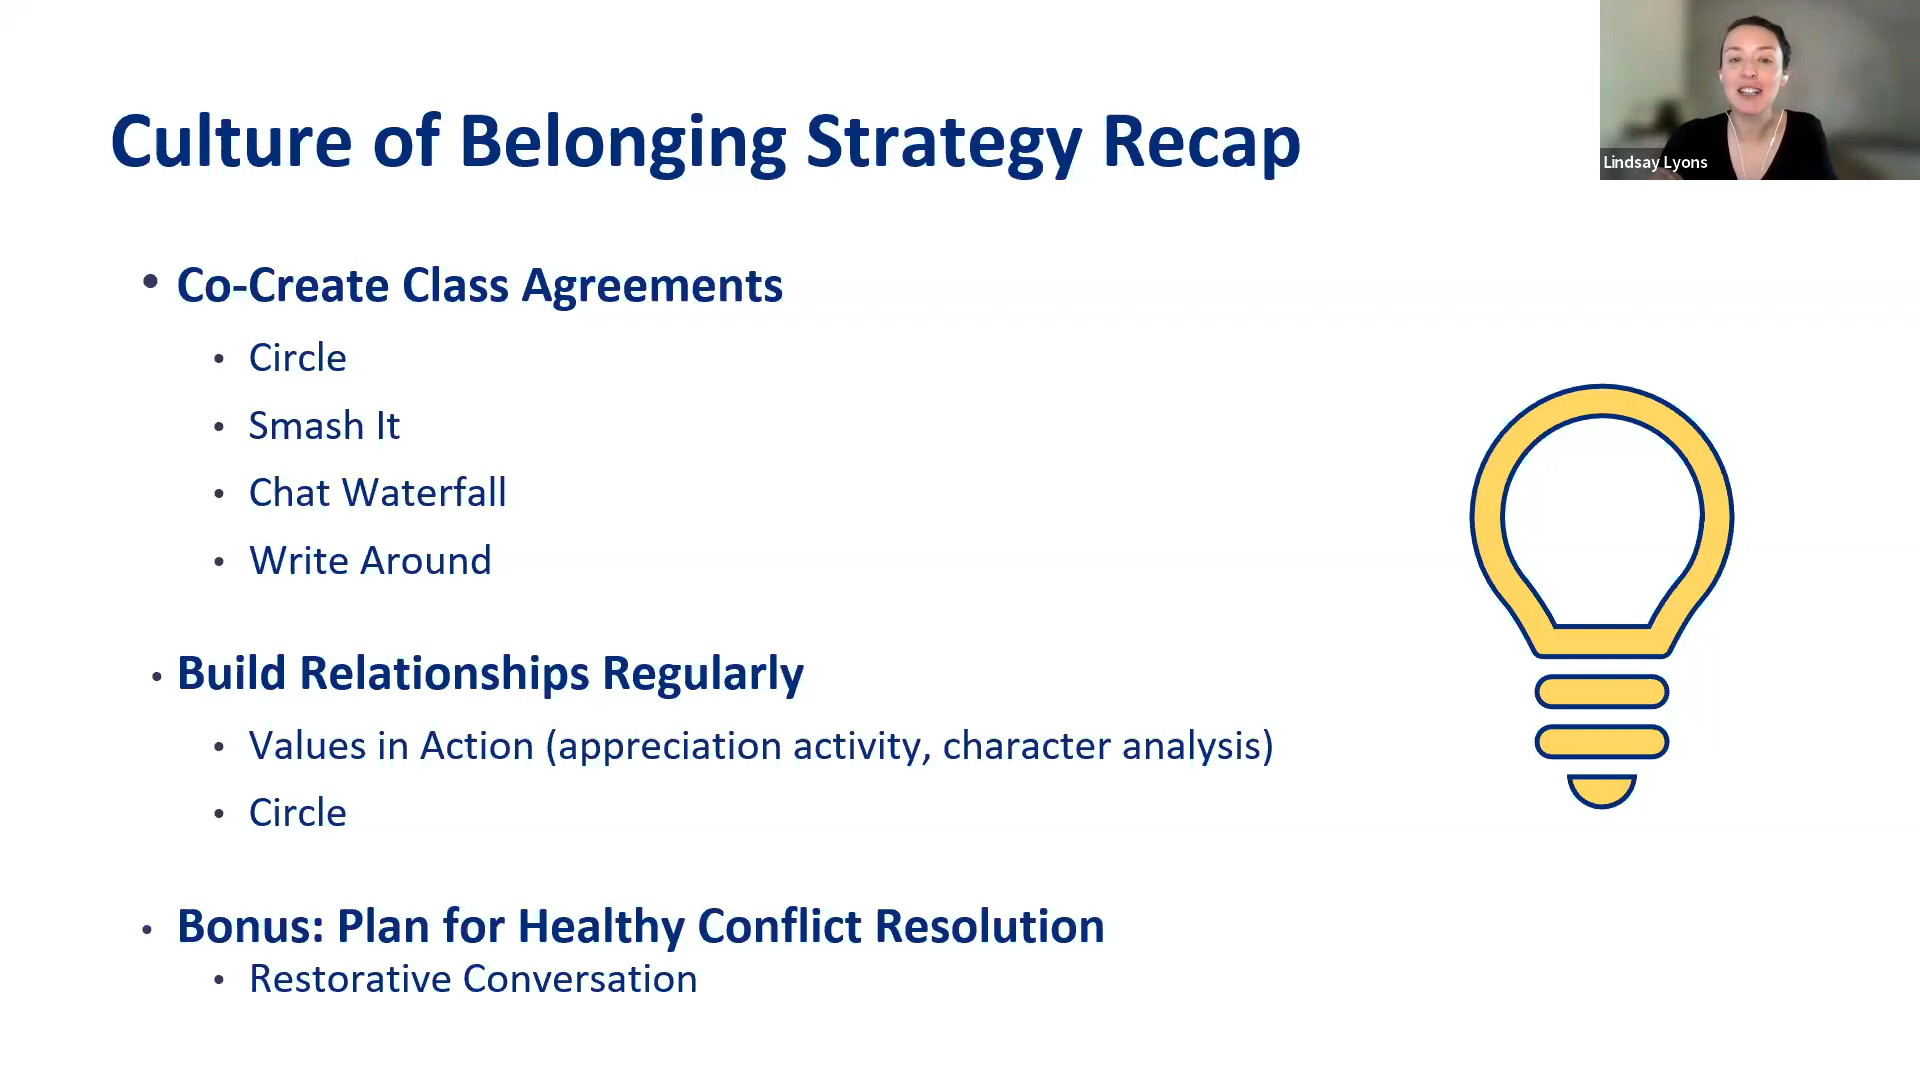 Culture of Belonging Strategy Recap
Lindsay Lyons
• Co-Create Class Agreements
• Circle
• Smash It
• Chat Waterfall
• Write Around
• Build Relationships Regularly
• Values in Action (appreciation activity, character analysis)
• Circle
• Bonus: Plan for Healthy Conflict Resolution
• Restorative Conversation